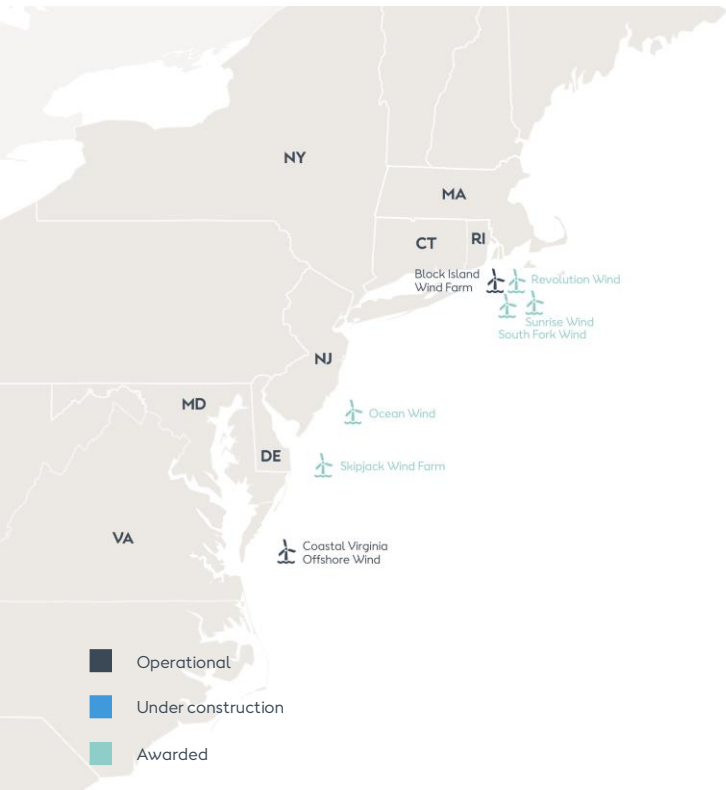 NY
MA
CT
RI
Block Island
Wind Farm
Revolution Wind
Sunrise Wind
South Fork Wind
NJ
MD
Ocean Wind
DE
Skipjack Wind Farm
VA
Coastal Virginia
Offshore Wind
Operational
Under construction
Awarded